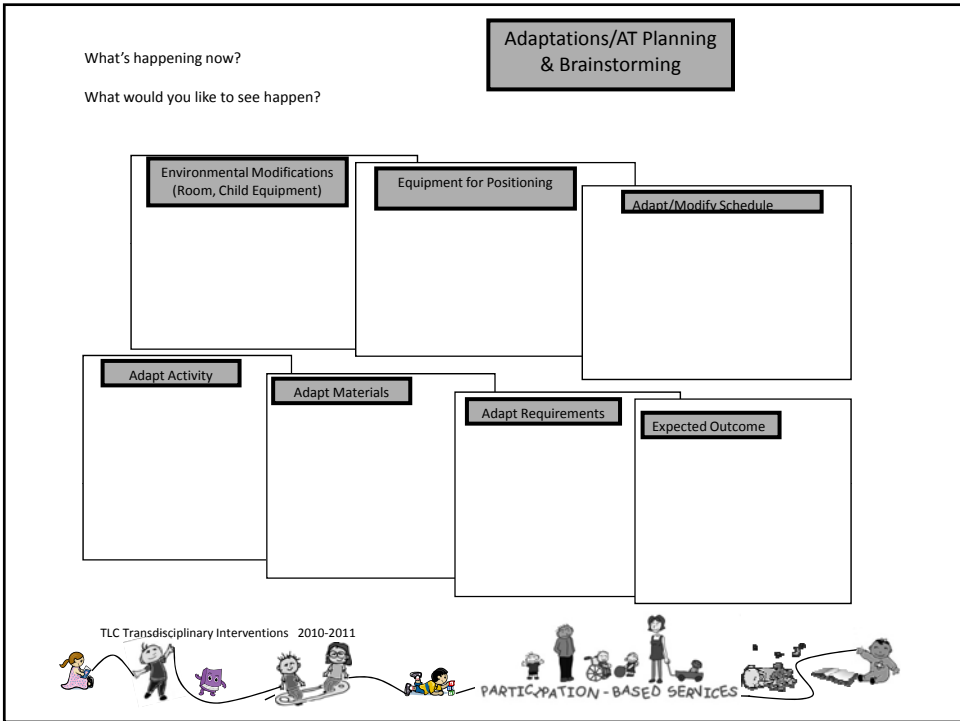 Adaptations/AT Planning
& Brainstorming
What's happening now?
What would you like to see happen?
Environmental Modifications
(Room, Child Equipment)
Equipment for Positioning
Adapt/Modify Schedule
Adapt Activity
Adapt Materials
Adapt Requirements
Expected Outcome
TLC Transdisciplinary Interventions 2010-2011
PARTICIPATION-BASED SERVICES